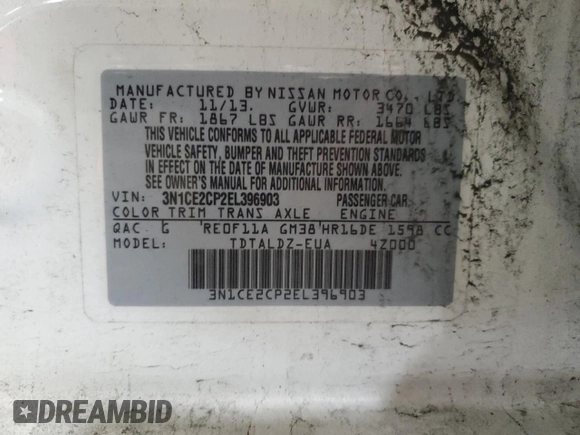 MANUFACTURED BY NISSAN MOTOR CO., LTD.
DATE: 11/13. GVWR: 3470 LBS
GAWR FR: 1867 LBS GAWR RR: 1664 LBS
THIS VEHICLE CONFORMS TO ALL APPLICABLE FEDERAL MOTOR
VEHICLE SAFETY, BUMPER AND THEFT PREVENTION STANDARDS
IN EFFECT ON THE DATE OF MANUFACTURE SHOWN ABOVE.
SEE OWNER'S MANUAL FOR ADDITIONAL INFORMATION.
VIN: 3N1CE2CP2EL396903 PASSENGER CAR
COLOR TRIM TRANS AXLE ENGINE
QAC G RE0F11A GM38 HR16DE 1598 CC
MODEL: TDTALDZ-EUA 4Z000
3N1CE2CP2EL396903
DREAMBID